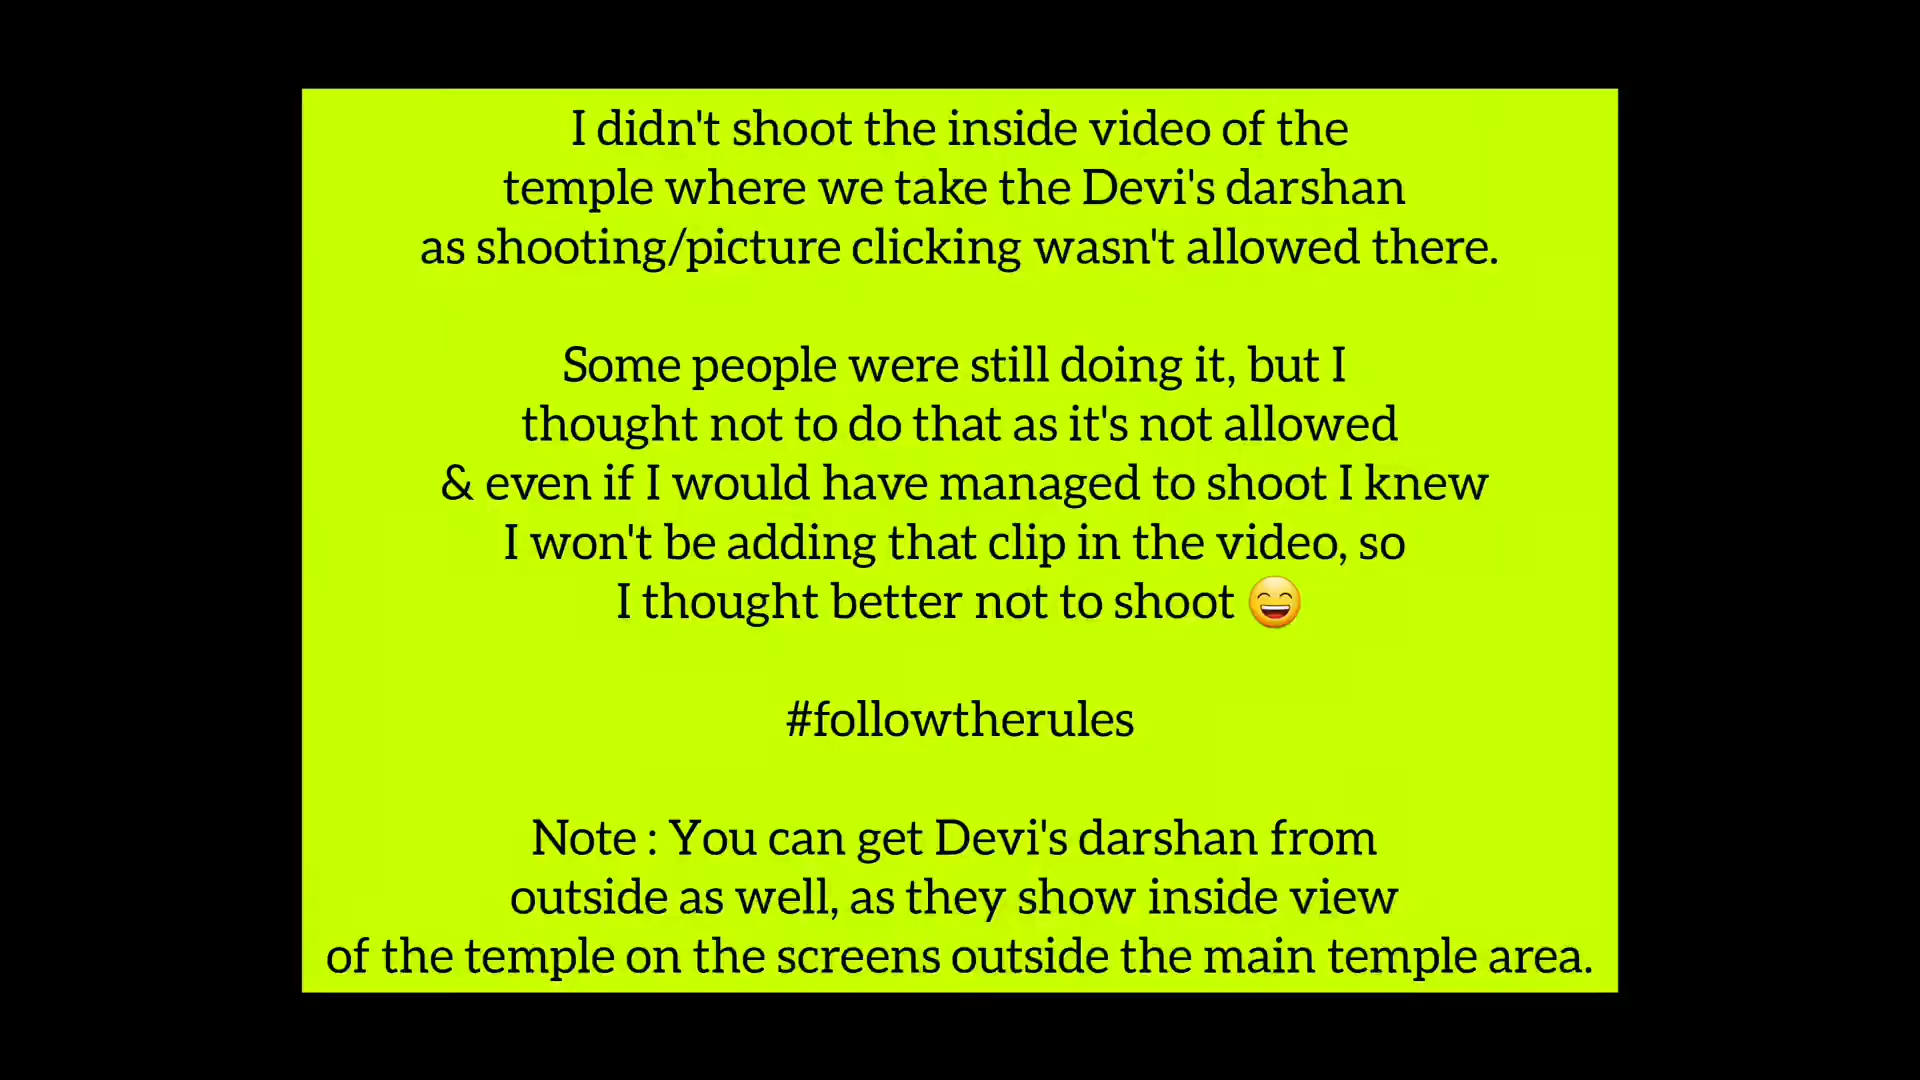 I didn't shoot the inside video of the
temple where we take the Devi's darshan
as shooting/picture clicking wasn't allowed there.
Some people were still doing it, but I
thought not to do that as it's not allowed
& even if I would have managed to shoot I knew
I won't be adding that clip in the video, so
I thought better not to shoot 😄
#followtherules
Note : You can get Devi's darshan from
outside as well, as they show inside view
of the temple on the screens outside the main temple area.